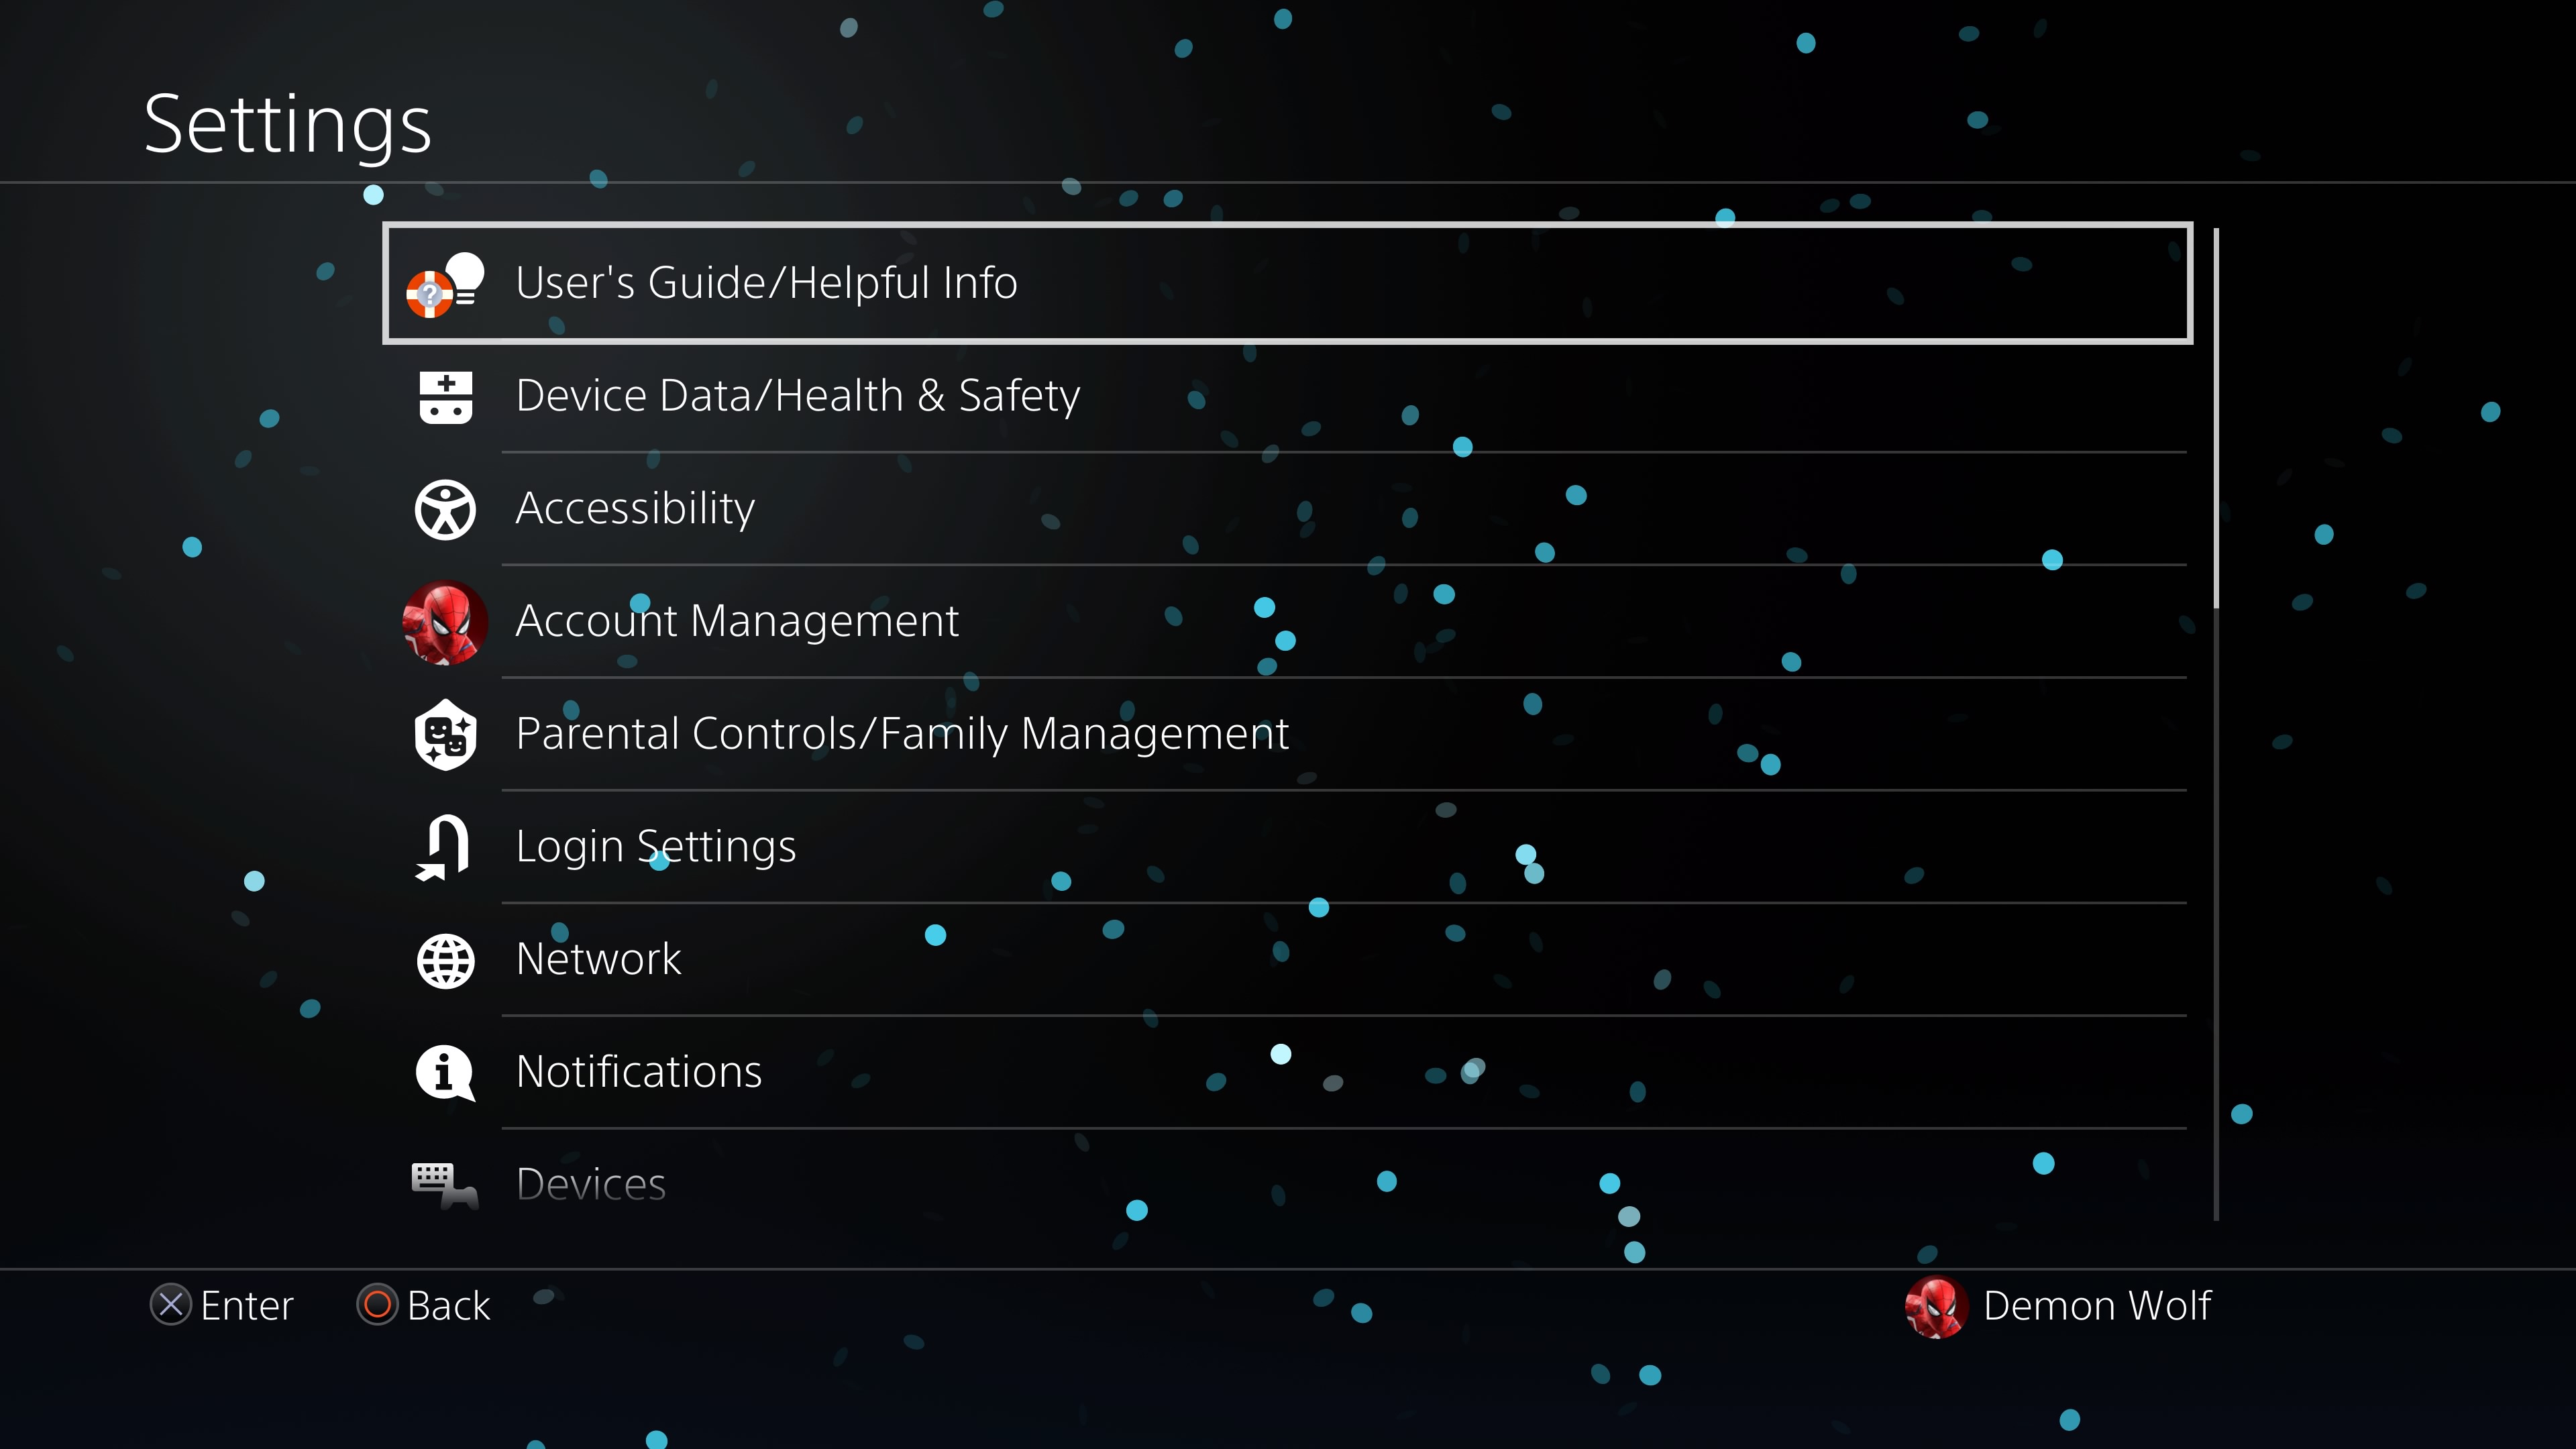 Settings
User's Guide/Helpful Info
Device Data/Health & Safety
Accessibility
Account Management
Parental Controls/Family Management
Login Settings
Network
Notifications
Devices
Enter
Back
Demon Wolf